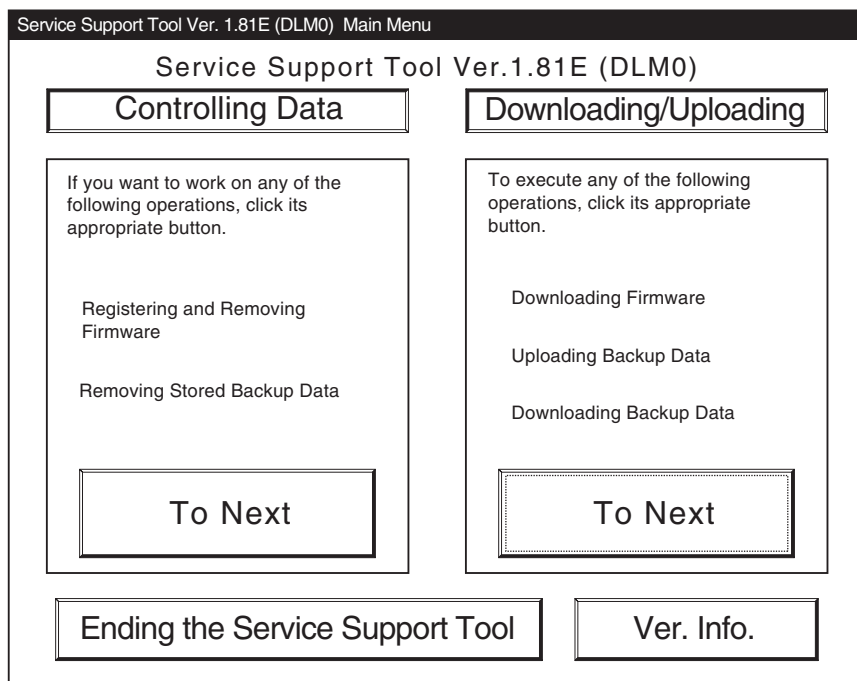 Service Support Tool Ver. 1.81E (DLM0) Main Menu
Service Support Tool Ver.1.81E (DLM0)
Controlling Data
If you want to work on any of the
following operations, click its
appropriate button.
Registering and Removing
Firmware
Removing Stored Backup Data
To Next
Downloading/Uploading
To execute any of the following
operations, click its appropriate
button.
Downloading Firmware
Uploading Backup Data
Downloading Backup Data
To Next
Ending the Service Support Tool
Ver. Info.